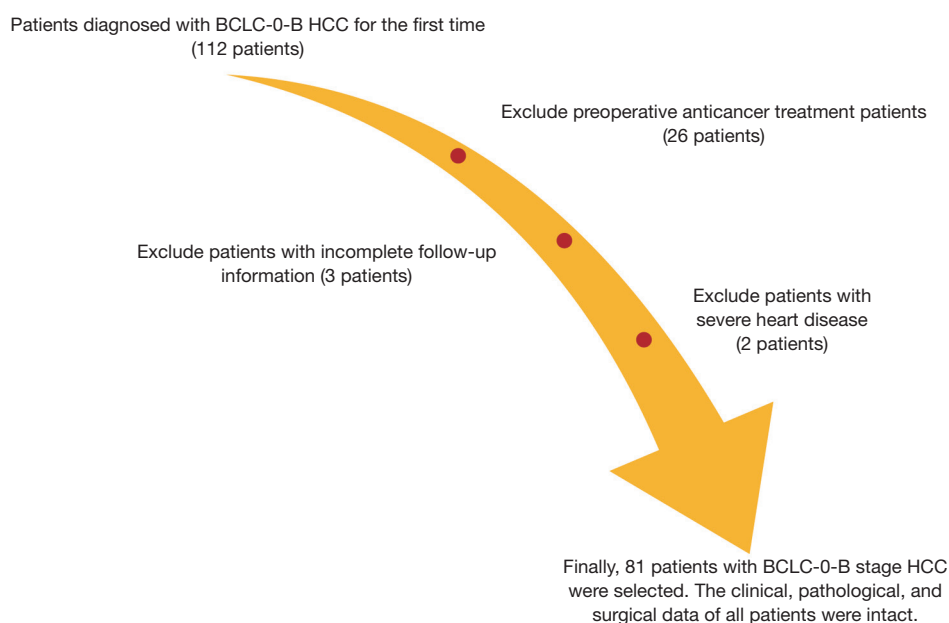 Patients diagnosed with BCLC-0-B HCC for the first time
(112 patients)
Exclude preoperative anticancer treatment patients
(26 patients)
Exclude patients with incomplete follow-up
information (3 patients)
Exclude patients with
severe heart disease
(2 patients)
Finally, 81 patients with BCLC-0-B stage HCC
were selected. The clinical, pathological, and
surgical data of all patients were intact.